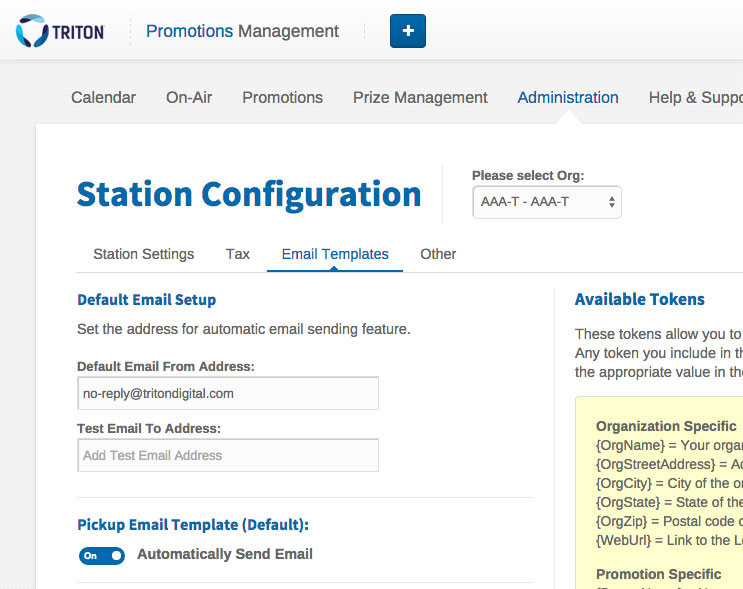 TRITON
Promotions Management
+
Calendar On-Air Promotions Prize Management Administration Help & Suppo
Station Configuration
Please select Org:
AAA-T - AAA-T
Station Settings Tax Email Templates Other
Default Email Setup
Set the address for automatic email sending feature.
Default Email From Address:
no-reply@tritondigital.com
Test Email To Address:
Add Test Email Address
Pickup Email Template (Default):
On Automatically Send Email
Available Tokens
These tokens allow you to
Any token you include in th
the appropriate value in the
Organization Specific
{OrgName} = Your organ
{OrgStreetAddress} = Ad
{OrgCity} = City of the or
{OrgState} = State of the
{OrgZip} = Postal code o
{WebUrl} = Link to the Lo
Promotion Specific